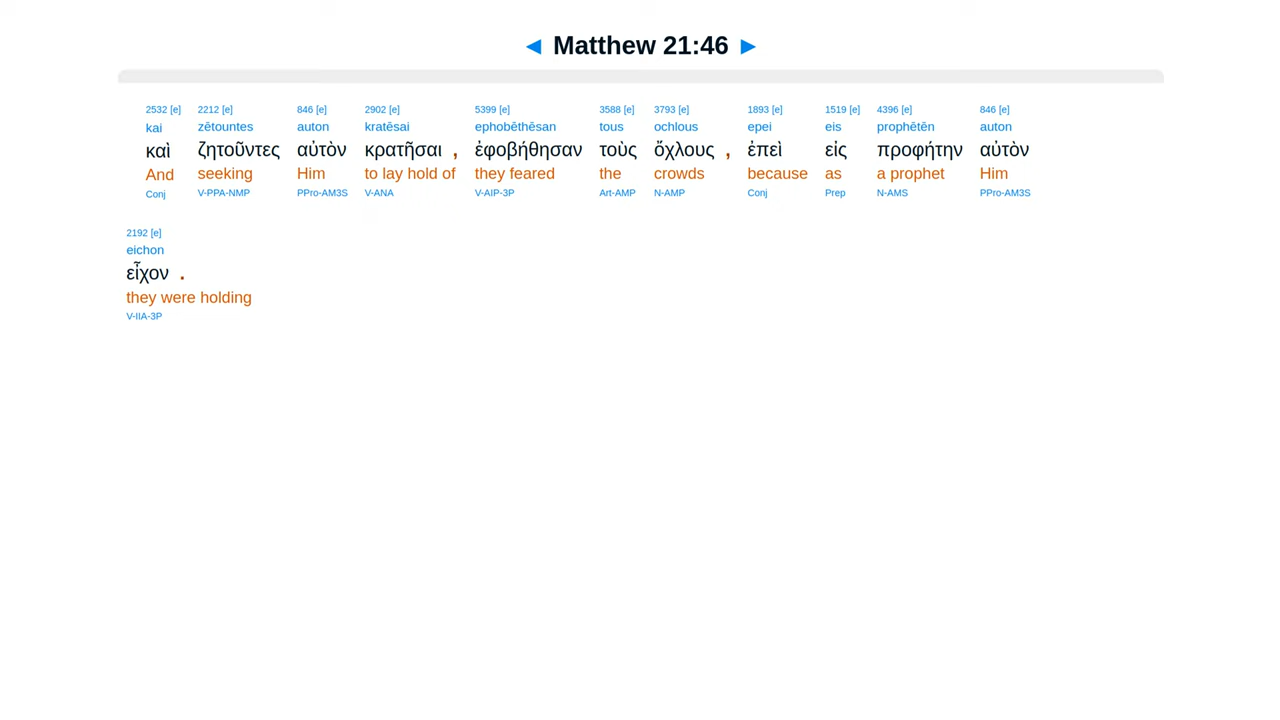 ◄ Matthew 21:46 ►
2532 [e] 2212 [e] 846 [e] 2902 [e] 5399 [e] 3588 [e] 3793 [e] 1893 [e] 1519 [e] 4396 [e] 846 [e]
kai zētountes auton kratēsai ephobēthēsan tous ochlous epei eis prophētēn auton
καὶ ζητοῦντες αὐτὸν κρατῆσαι , ἐφοβήθησαν τοὺς ὄχλους , ἐπεὶ εἰς προφήτην αὐτὸν
And seeking Him to lay hold of they feared the crowds because as a prophet Him
Conj V-PPA-NMP PPro-AM3S V-ANA V-AIP-3P Art-AMP N-AMP Conj Prep N-AMS PPro-AM3S
2192 [e]
eichon
εἶχον .
they were holding
V-IIA-3P